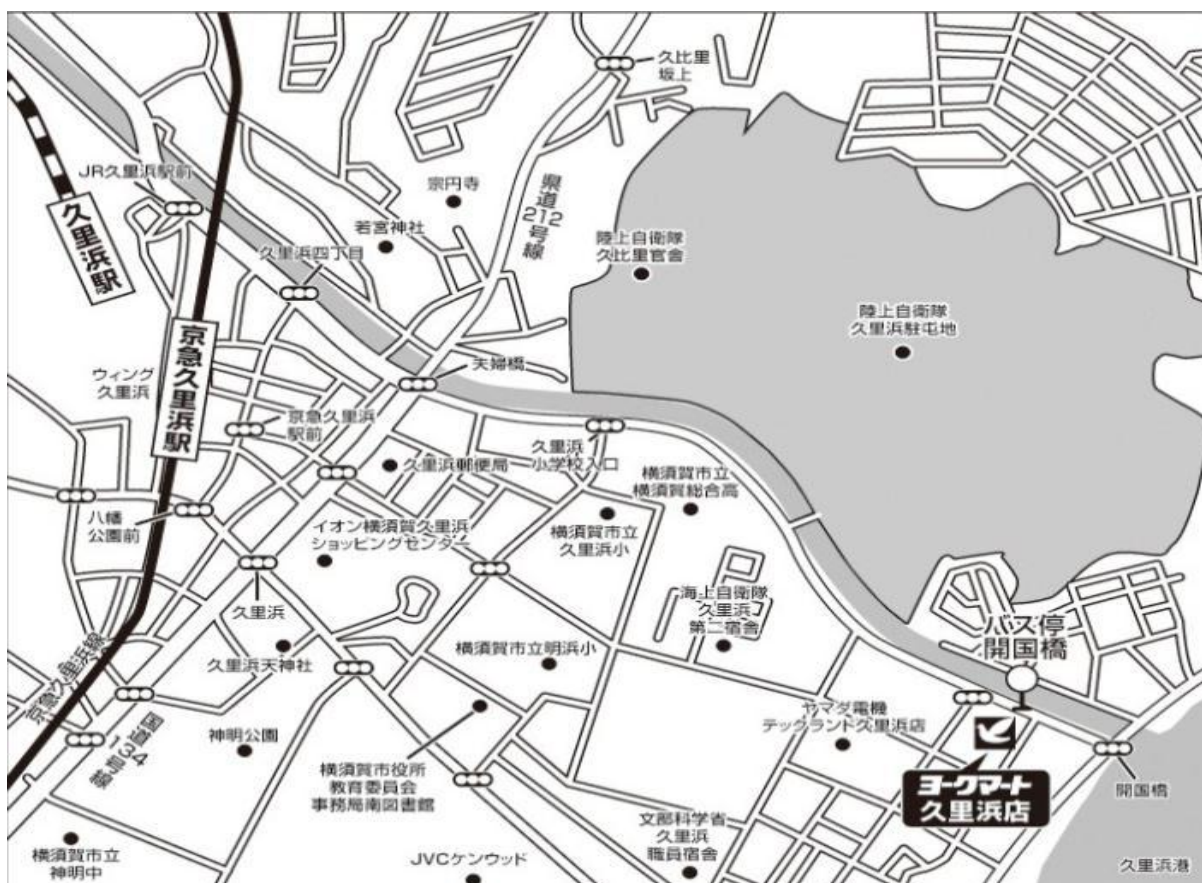 久比里
坂上
JR久里浜駅前
宗円寺
県道212号線
久里浜駅
若宮神社
久里浜四丁目
陸上自衛隊
久比里官舎
陸上自衛隊
久里浜駐屯地
京急久里浜駅
ウィング
久里浜
夫婦橋
京急久里浜
駅前
久里浜郵便局
久里浜
小学校入口
横須賀市立
横須賀総合高
八幡
公園前
イオン横須賀久里浜
ショッピングセンター
横須賀市立
久里浜小
久里浜
海上自衛隊
久里浜
第二宿舎
バス停
開国橋
京急久里浜線
久里浜天神社
横須賀市立明浜小
国道134号線
神明公園
ヤマダ電機
テックランド久里浜店
横須賀市役所
教育委員会
事務局南図書館
ヨークマート
久里浜店
開国橋
文部科学省
久里浜
職員宿舎
横須賀市立
神明中
JVCケンウッド
久里浜港